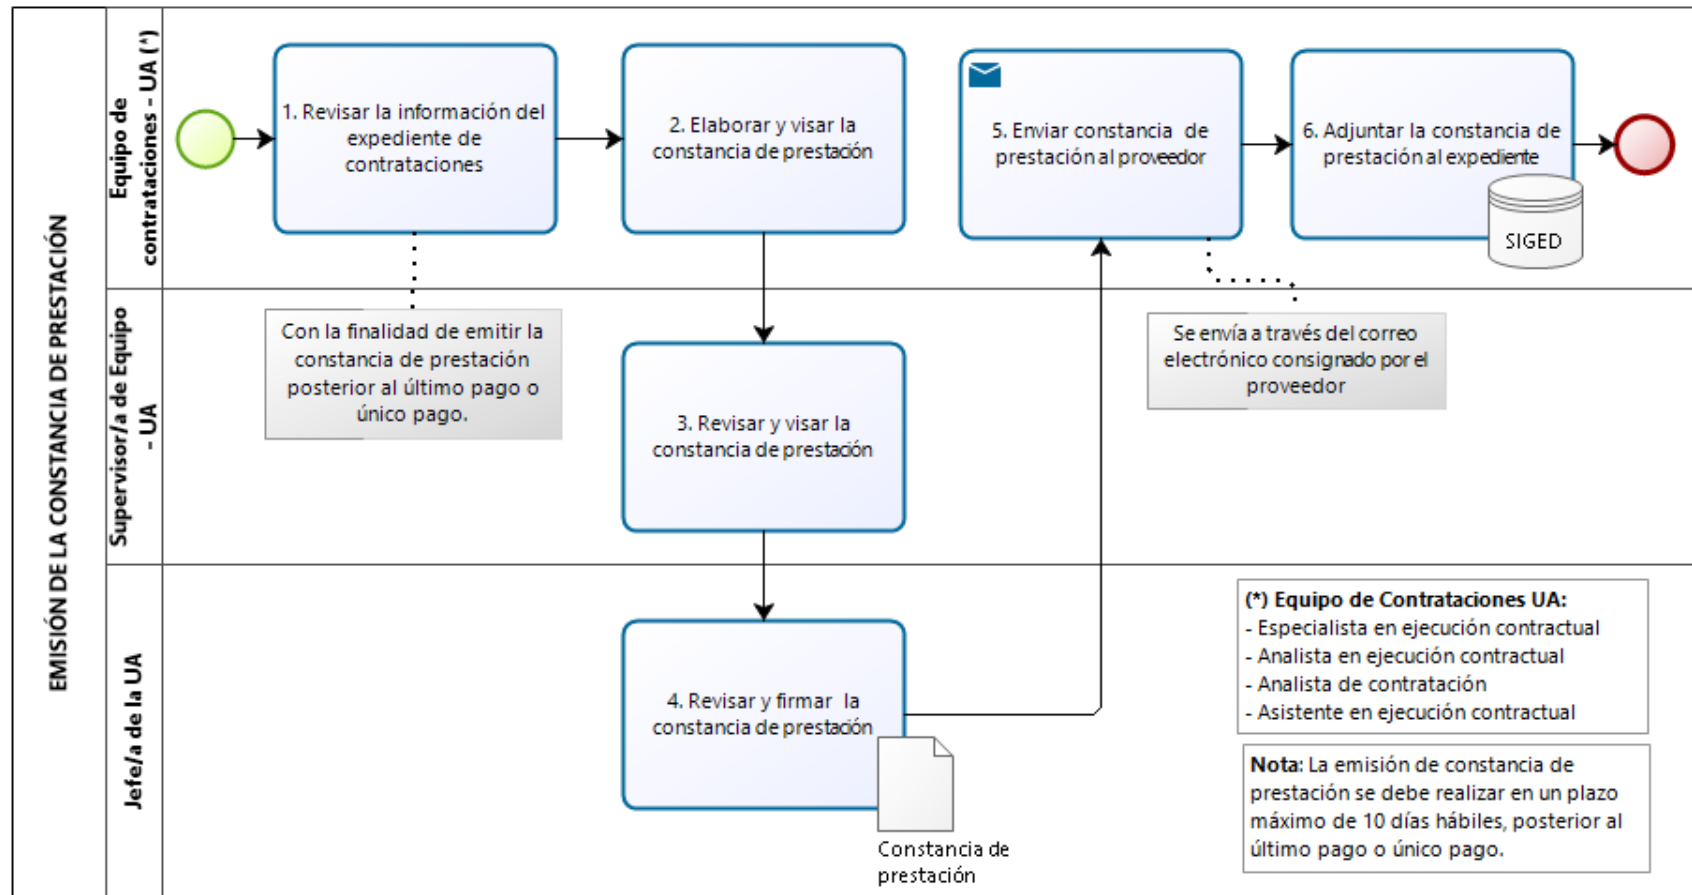 EMISIÓN DE LA CONSTANCIA DE PRESTACIÓN
Equipo de
contrataciones - UA (*)
1. Revisar la información del
expediente de
contrataciones
2. Elaborar y visar la
constancia de prestación
5. Enviar constancia de
prestación al proveedor
6. Adjuntar la constancia de
prestación al expediente
SIGED
Supervisor/a de Equipo
- UA
Con la finalidad de emitir la
constancia de prestación
posterior al último pago o
único pago.
3. Revisar y visar la
constancia de prestación
Se envía a través del correo
electrónico consignado por el
proveedor
Jefe/a de la UA
4. Revisar y firmar la
constancia de prestación
Constancia de
prestación
(*) Equipo de Contrataciones UA:
- Especialista en ejecución contractual
- Analista en ejecución contractual
- Analista de contratación
- Asistente en ejecución contractual
Nota: La emisión de constancia de
prestación se debe realizar en un plazo
máximo de 10 días hábiles, posterior al
último pago o único pago.